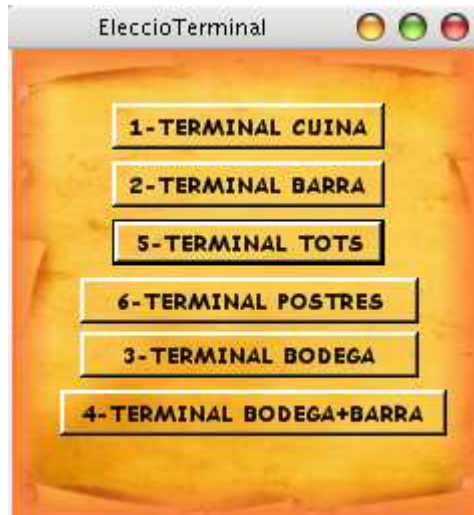 EleccioTerminal
1-TERMINAL CUINA
2-TERMINAL BARRA
5-TERMINAL TOTS
6-TERMINAL POSTRES
3-TERMINAL BODEGA
4-TERMINAL BODEGA+BARRA